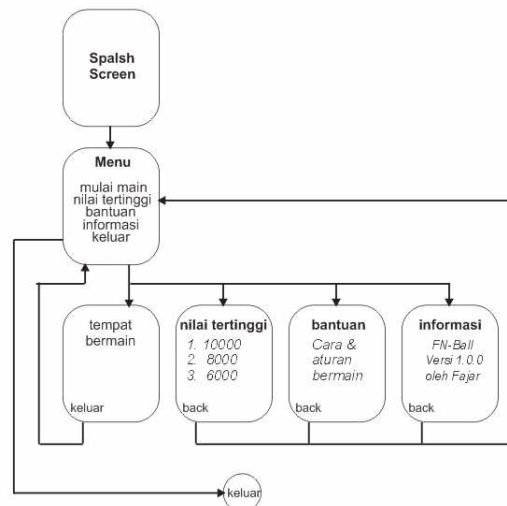 Spalsh
Screen
Menu
mulai main
nilai tertinggi
bantuan
informasi
keluar
tempat
bermain
keluar
nilai tertinggi
1. 10000
2. 8000
3. 6000
back
bantuan
Cara &
aturan
bermain
back
informasi
FN-Ball
Versi 1.0.0
oleh Fajar
back
keluar